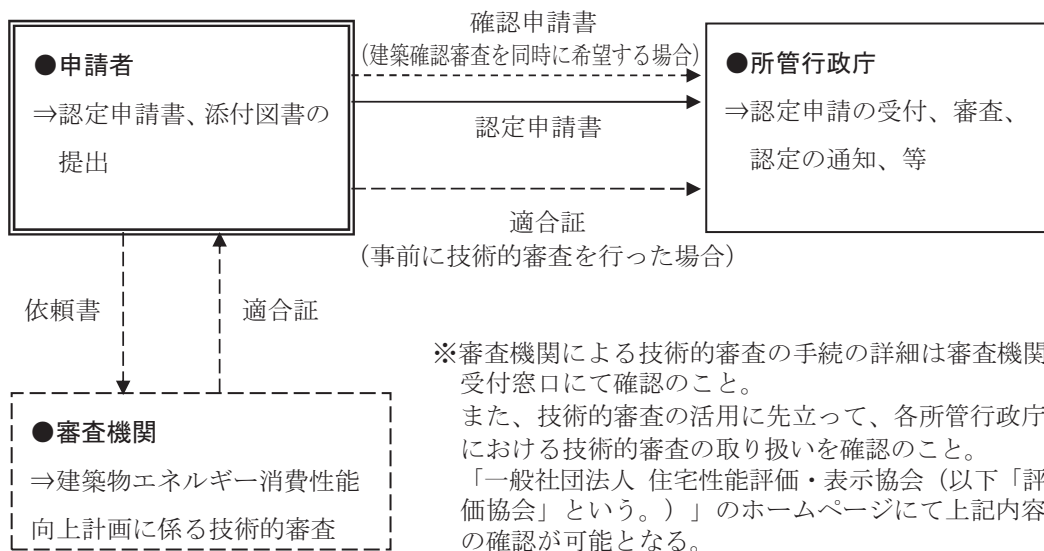 確認申請書
(建築確認審査を同時に希望する場合)
●申請者
⇒認定申請書、添付図書の
提出
認定申請書
適合証
(事前に技術的審査を行った場合)
●所管行政庁
⇒認定申請の受付、審査、
認定の通知、等
依頼書
適合証
●審査機関
⇒建築物エネルギー消費性能
向上計画に係る技術的審査
※審査機関による技術的審査の手続の詳細は審査機関
受付窓口にて確認のこと。
また、技術的審査の活用に先立って、各所管行政庁
における技術的審査の取り扱いを確認のこと。
「一般社団法人 住宅性能評価・表示協会（以下「評
価協会」という。）」のホームページにて上記内容
の確認が可能となる。